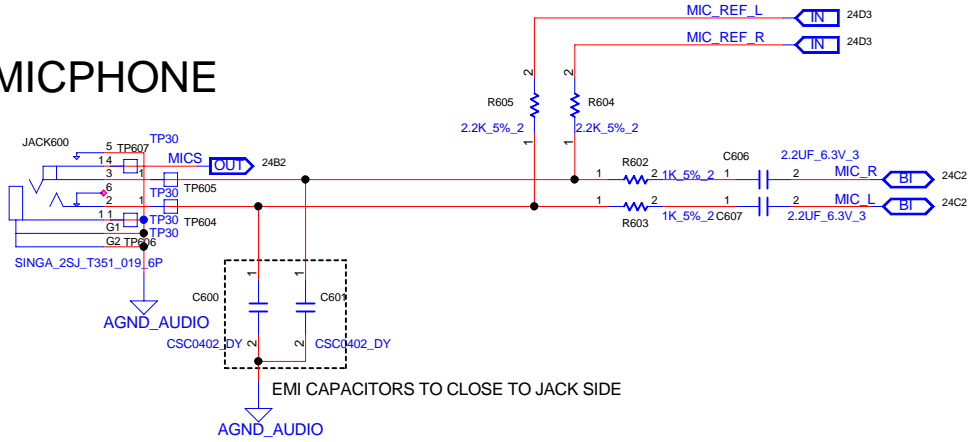 MIC_REF_L IN 24D3
MIC_REF_R IN 24D3
MICPHONE
2 2
R605 R604
2.2K_5%_2 2.2K_5%_2
1 1
JACK600
5 TP607 TP30
1 4 MICS OUT 24B2
3 1 TP605
6 TP30
2 1 TP604
1 1 TP30
G1 TP30
G2 TP606
SINGA_2SJ_T351_019_6P
AGND_AUDIO
R602 C606 2.2UF_6.3V_3
1 2 1K_5%_2 1 2 MIC_R BI 24C2
1 2 1 2 MIC_L BI 24C2
R603 1K_5%_2 C607 2.2UF_6.3V_3
1 1
C600 C601
CSC0402_DY 2 2 CSC0402_DY
EMI CAPACITORS TO CLOSE TO JACK SIDE
AGND_AUDIO